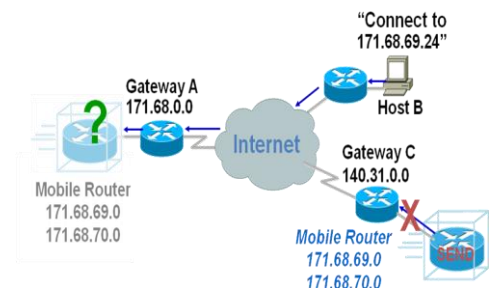 “Connect to
171.68.69.24”
Host B
Gateway A
171.68.0.0
?
Internet
Mobile Router
171.68.69.0
171.68.70.0
Gateway C
140.31.0.0
X
SEND
Mobile Router
171.68.69.0
171.68.70.0